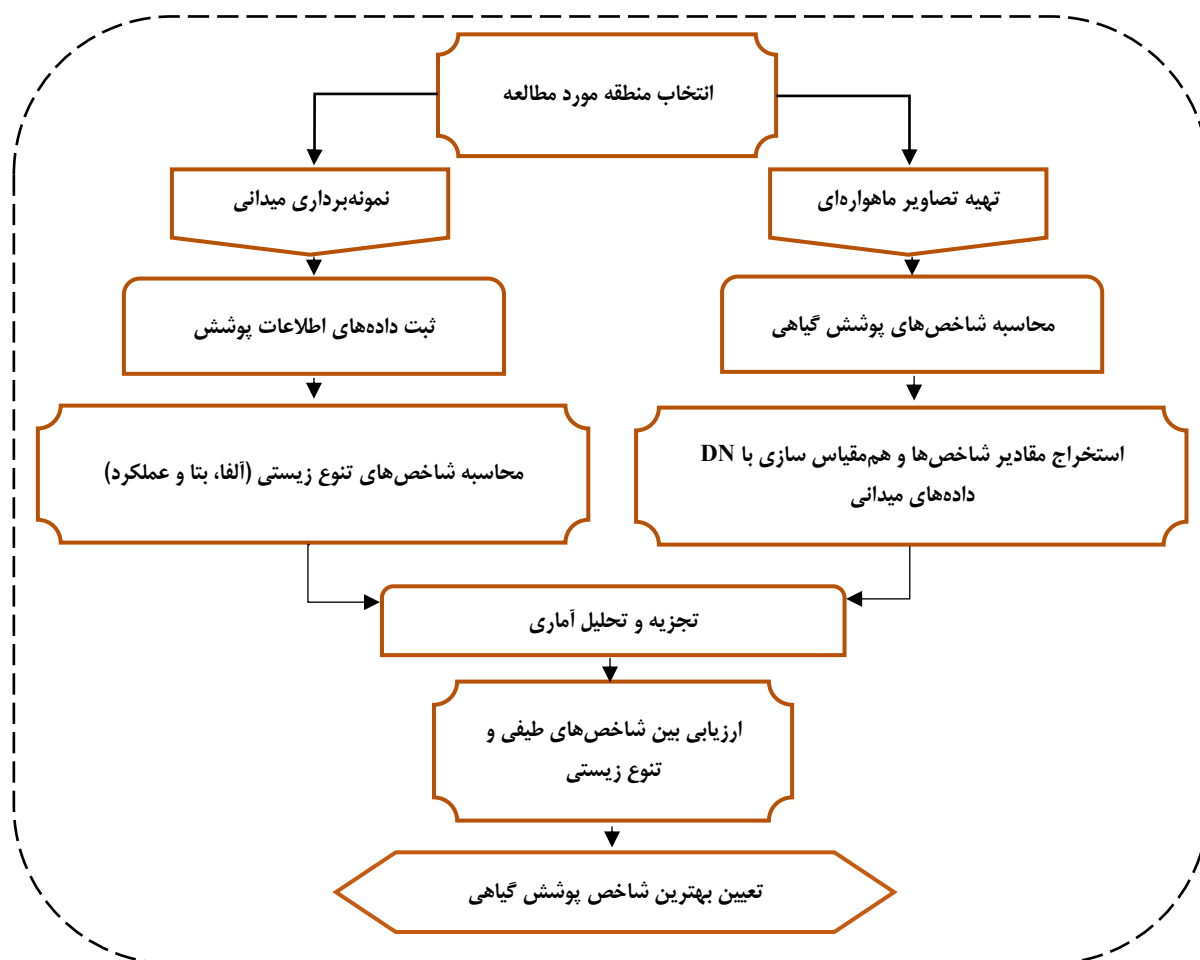 انتخاب منطقه مورد مطالعه
تهیه تصاویر ماهواره‌ای
نمونه‌برداری میدانی
محاسبه شاخص‌های پوشش گیاهی
ثبت داده‌های اطلاعات پوشش
استخراج مقادیر شاخص‌ها و هم‌مقیاس سازی با DN
داده‌های میدانی
محاسبه شاخص‌های تنوع زیستی (آلفا، بتا و عملکرد)
تجزیه و تحلیل آماری
ارزیابی بین شاخص‌های طیفی و
تنوع زیستی
تعیین بهترین شاخص پوشش گیاهی